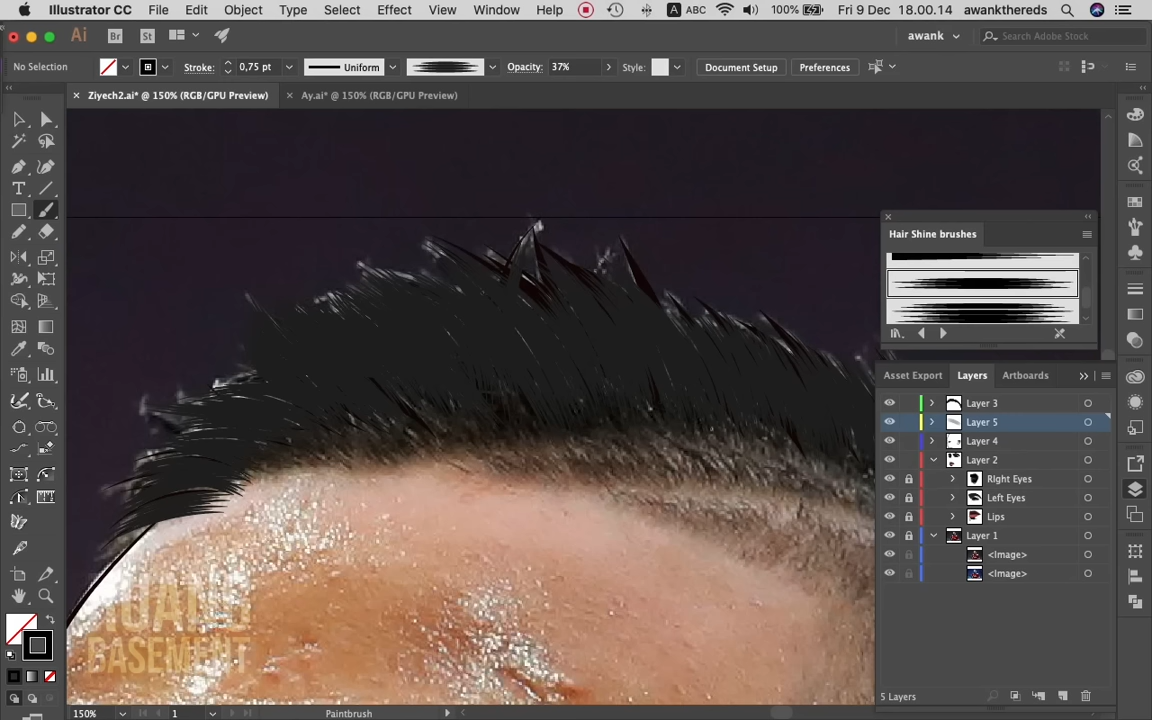 Illustrator CC File Edit Object Type Select Effect View Window Help A ABC 100% Fri 9 Dec 18.00.14 awankthereds
Ai Br St awank Search Adobe Stock
No Selection Stroke: 0,75 pt Uniform Opacity: 37% Style: Document Setup Preferences
× Ziyech2.ai* @ 150% (RGB/GPU Preview) × Ay.ai* @ 150% (RGB/GPU Preview)
Hair Shine brushes
Asset Export Layers Artboards
Layer 3
Layer 5
Layer 4
Layer 2
RIght Eyes
Left Eyes
Lips
Layer 1
<Image>
<Image>
RUANG
BASEMENT
5 Layers
150% 1 Paintbrush